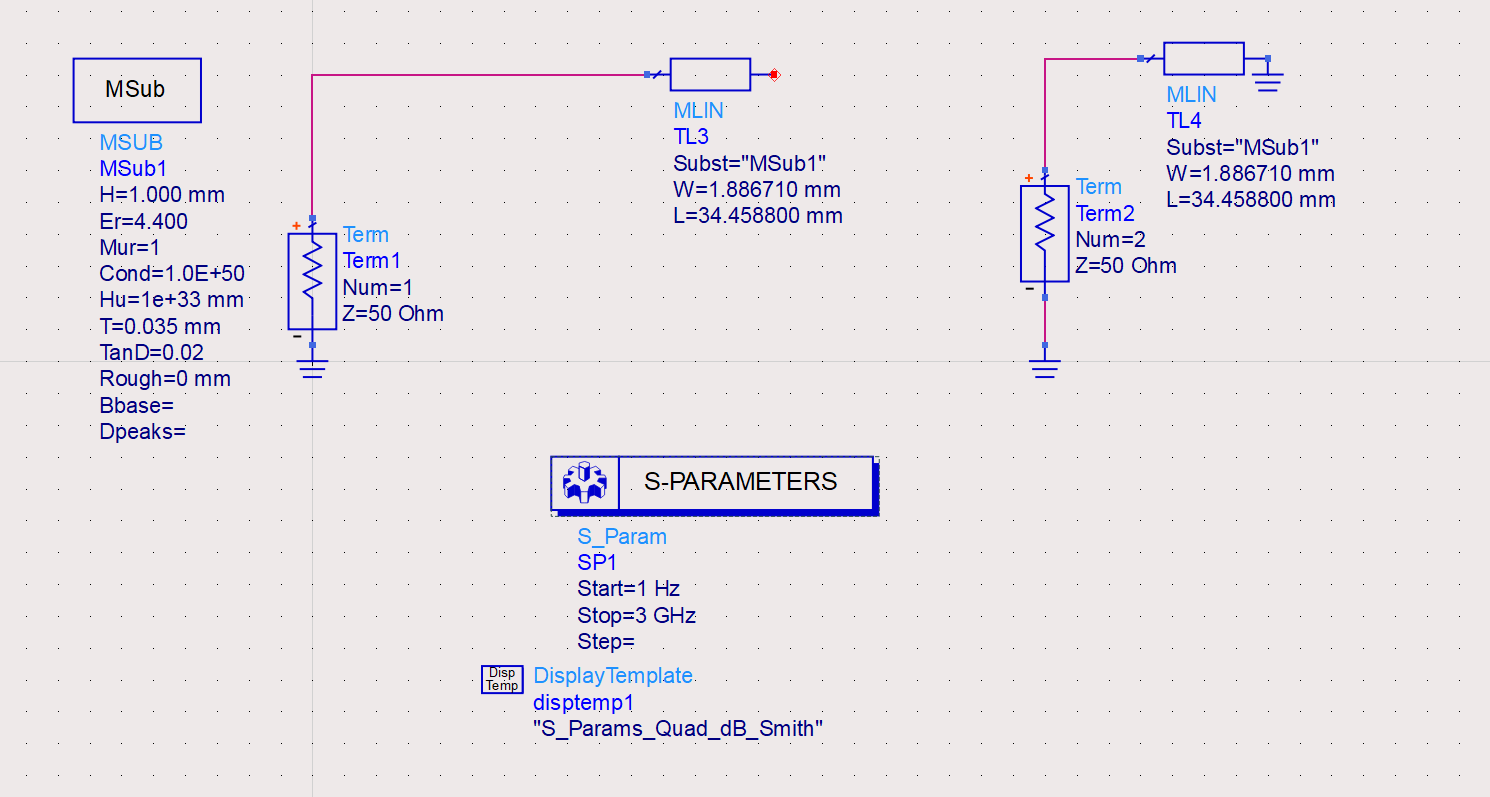 MSub
MSUB
MSub1
H=1.000 mm
Er=4.400
Mur=1
Cond=1.0E+50
Hu=1e+33 mm
T=0.035 mm
TanD=0.02
Rough=0 mm
Bbase=
Dpeaks=
+
Term
Term1
Num=1
Z=50 Ohm
-
MLIN
TL3
Subst="MSub1"
W=1.886710 mm
L=34.458800 mm
MLIN
TL4
Subst="MSub1"
W=1.886710 mm
L=34.458800 mm
+
Term
Term2
Num=2
Z=50 Ohm
-
S-PARAMETERS
S_Param
SP1
Start=1 Hz
Stop=3 GHz
Step=
Disp
Temp
DisplayTemplate
disptemp1
"S_Params_Quad_dB_Smith"